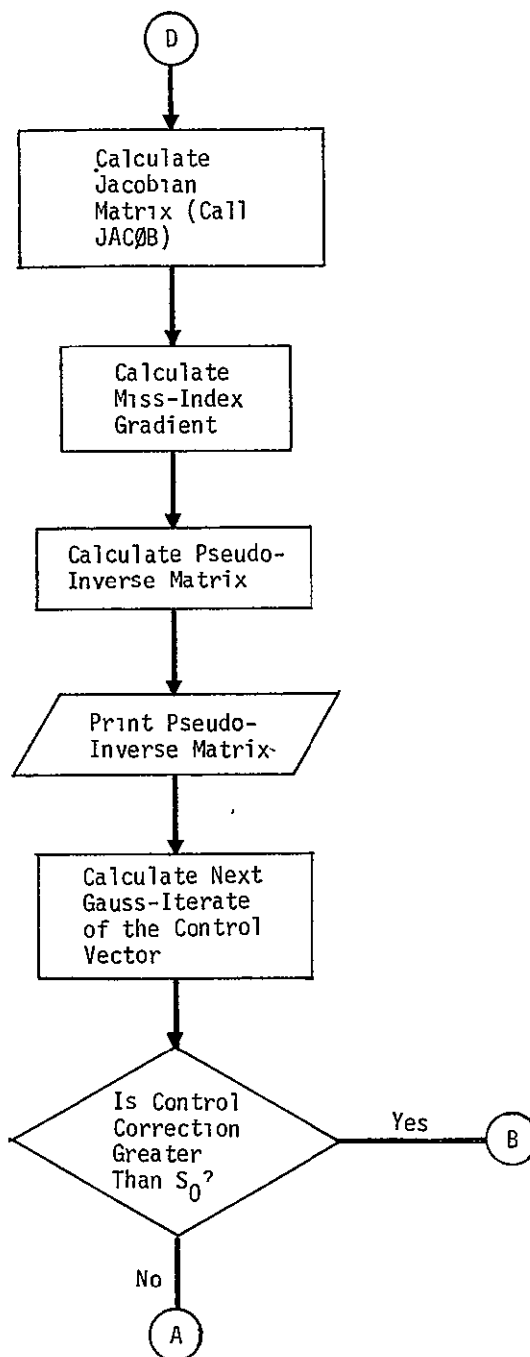 D
Calculate
Jacobian
Matrix (Call
JACØB)
Calculate
Miss-Index
Gradient
Calculate Pseudo-
Inverse Matrix
Print Pseudo-
Inverse Matrix
Calculate Next
Gauss-Iterate
of the Control
Vector
Is Control
Correction
Greater
Than S0?
Yes
B
No
A